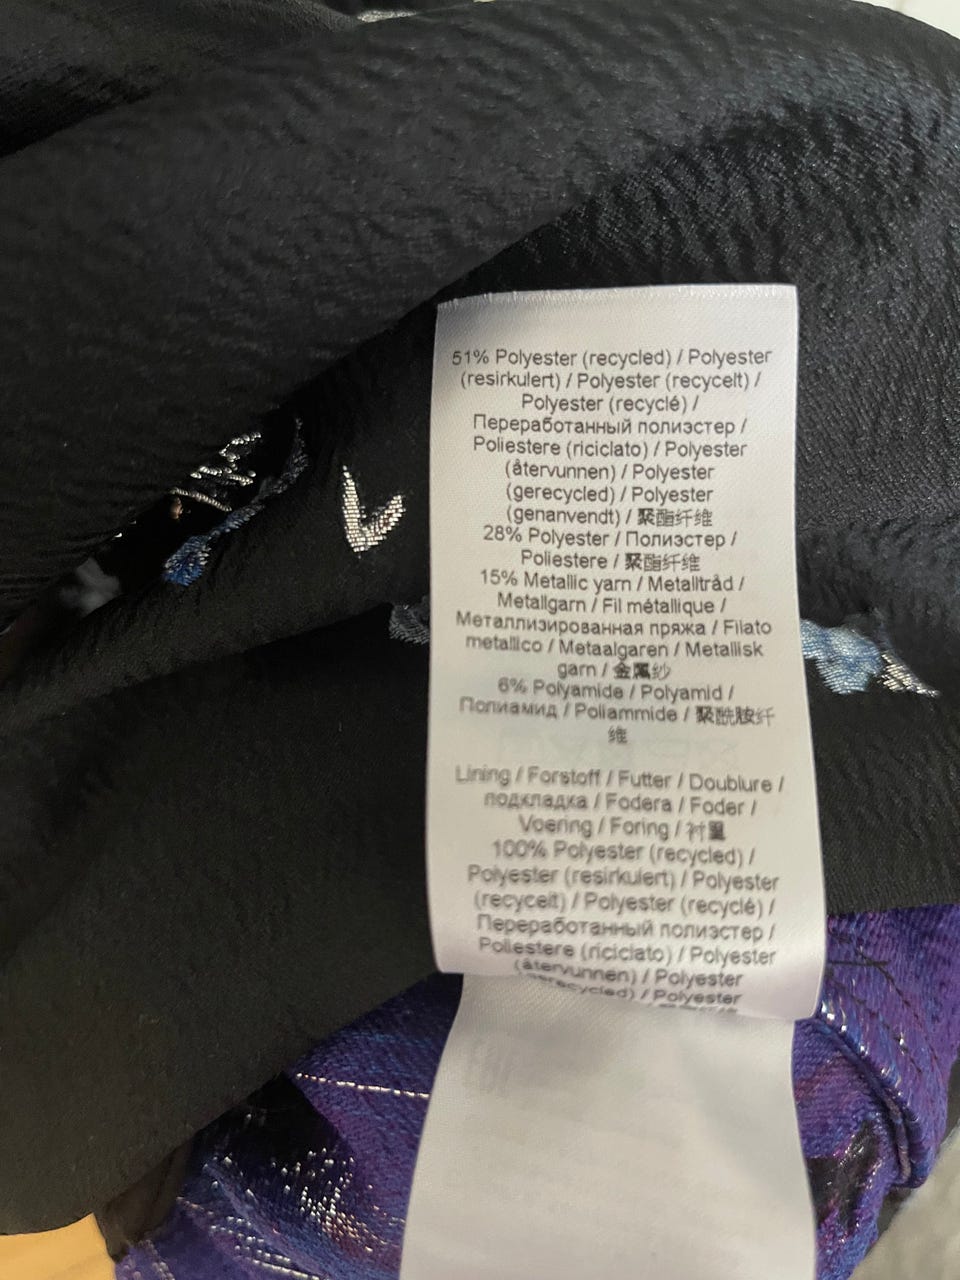 51% Polyester (recycled) / Polyester
(resirkulert) / Polyester (recycelt) /
Polyester (recyclé) /
Переработанный полиэстер /
Poliestere (riciclato) / Polyester
(återvunnen) / Polyester
(gerecycled) / Polyester
(genanvendt) / 聚酯纤维
28% Polyester / Полиэстер /
Poliestere / 聚酯纤维
15% Metallic yarn / Metalltråd /
Metallgarn / Fil métallique /
Металлизированная пряжа / Filato
metallico / Metaalgaren / Metallisk
garn / 金属纱
6% Polyamide / Polyamid /
Полиамид / Poliammide / 聚酰胺纤
维
Lining / Forstoff / Futter / Doublure /
подкладка / Fodera / Foder /
Voering / Foring / 衬里
100% Polyester (recycled) /
Polyester (resirkulert) / Polyester
(recycelt) / Polyester (recyclé) /
Переработанный полиэстер /
Poliestere (riciclato) / Polyester
(återvunnen) / Polyester
(gerecycled) / Polyester